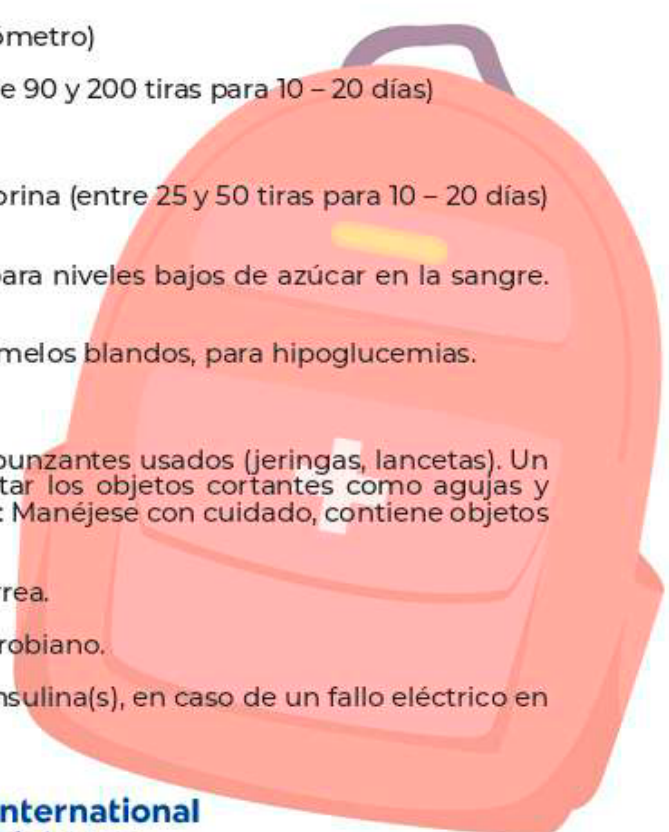 ómetro)
e 90 y 200 tiras para 10 – 20 días)
orina (entre 25 y 50 tiras para 10 – 20 días)
para niveles bajos de azúcar en la sangre.
melos blandos, para hipoglucemias.
punzantes usados (jeringas, lancetas). Un
tar los objetos cortantes como agujas y
: Manéjese con cuidado, contiene objetos
rrea.
robiano.
nsulina(s), en caso de un fallo eléctrico en
nternational